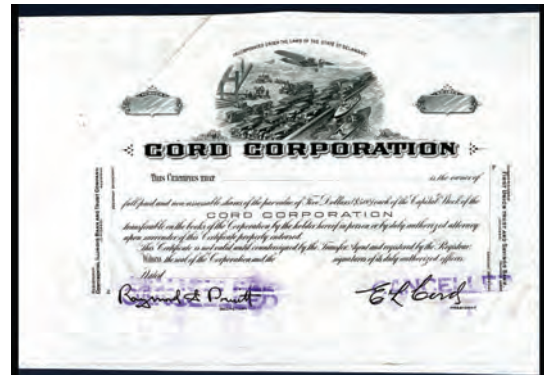 INCORPORATED UNDER THE LAWS OF THE STATE OF DELAWARE
CORD CORPORATION
THIS CERTIFIES THAT is the owner of
full paid and non-assessable shares of the par value of Five Dollars ($5.00) each of the Capital Stock of the
CORD CORPORATION
transferable on the books of the Corporation by the holder hereof in person or by duly authorized attorney
upon surrender of this Certificate properly endorsed.
This Certificate is not valid until countersigned by the Transfer Agent and registered by the Registrar.
Witness the seal of the Corporation and the signatures of its duly authorized officers.
Dated
Raymond S. Pruitt
E L Cord